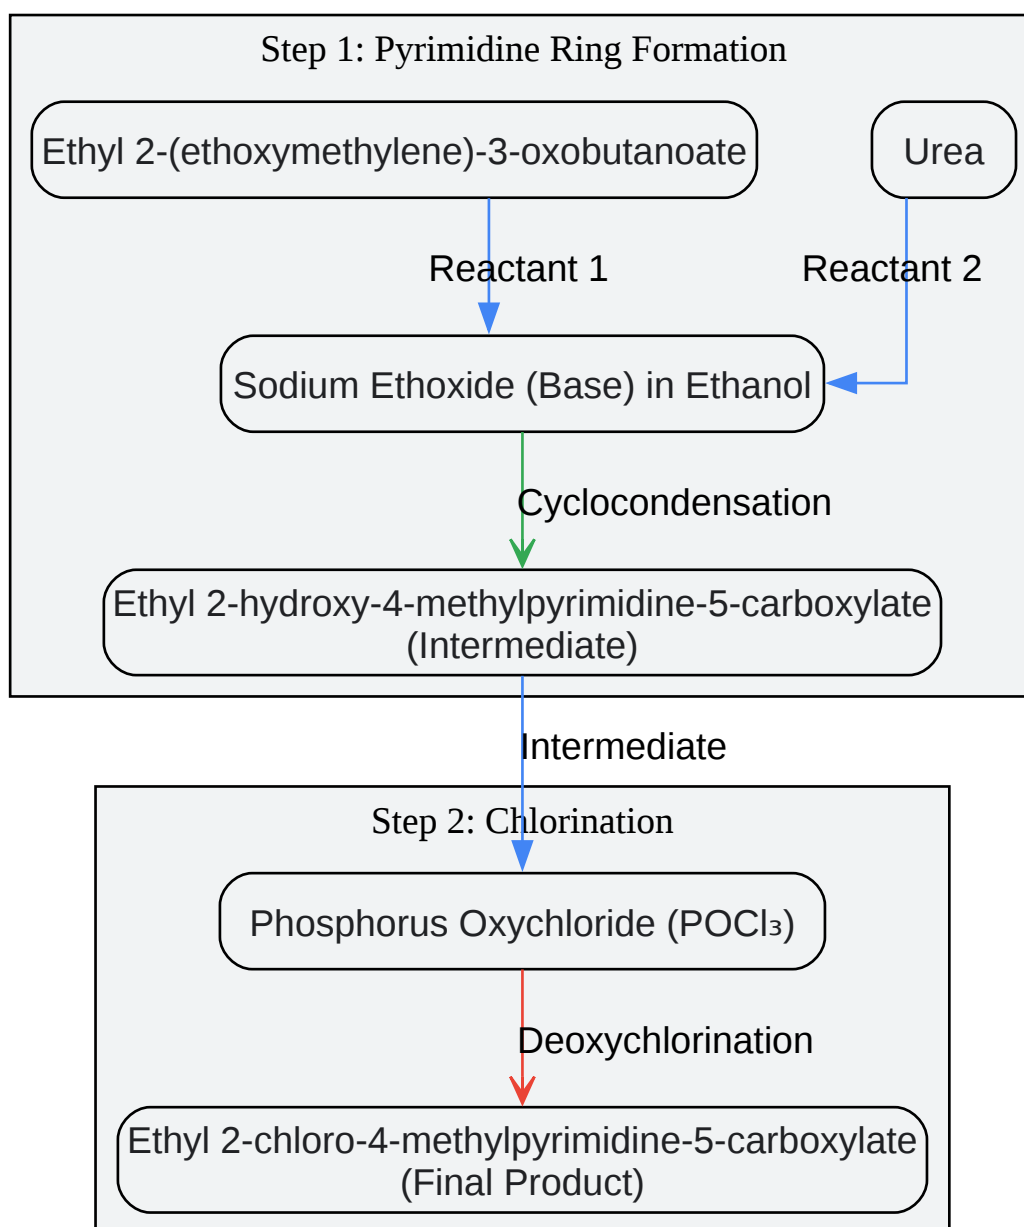 Step 1: Pyrimidine Ring Formation
Ethyl 2-(ethoxymethylene)-3-oxobutanoate
Urea
Reactant 1
Reactant 2
Sodium Ethoxide (Base) in Ethanol
Cyclocondensation
Ethyl 2-hydroxy-4-methylpyrimidine-5-carboxylate
(Intermediate)
Intermediate
Step 2: Chlorination
Phosphorus Oxychloride (POCl₃)
Deoxychlorination
Ethyl 2-chloro-4-methylpyrimidine-5-carboxylate
(Final Product)